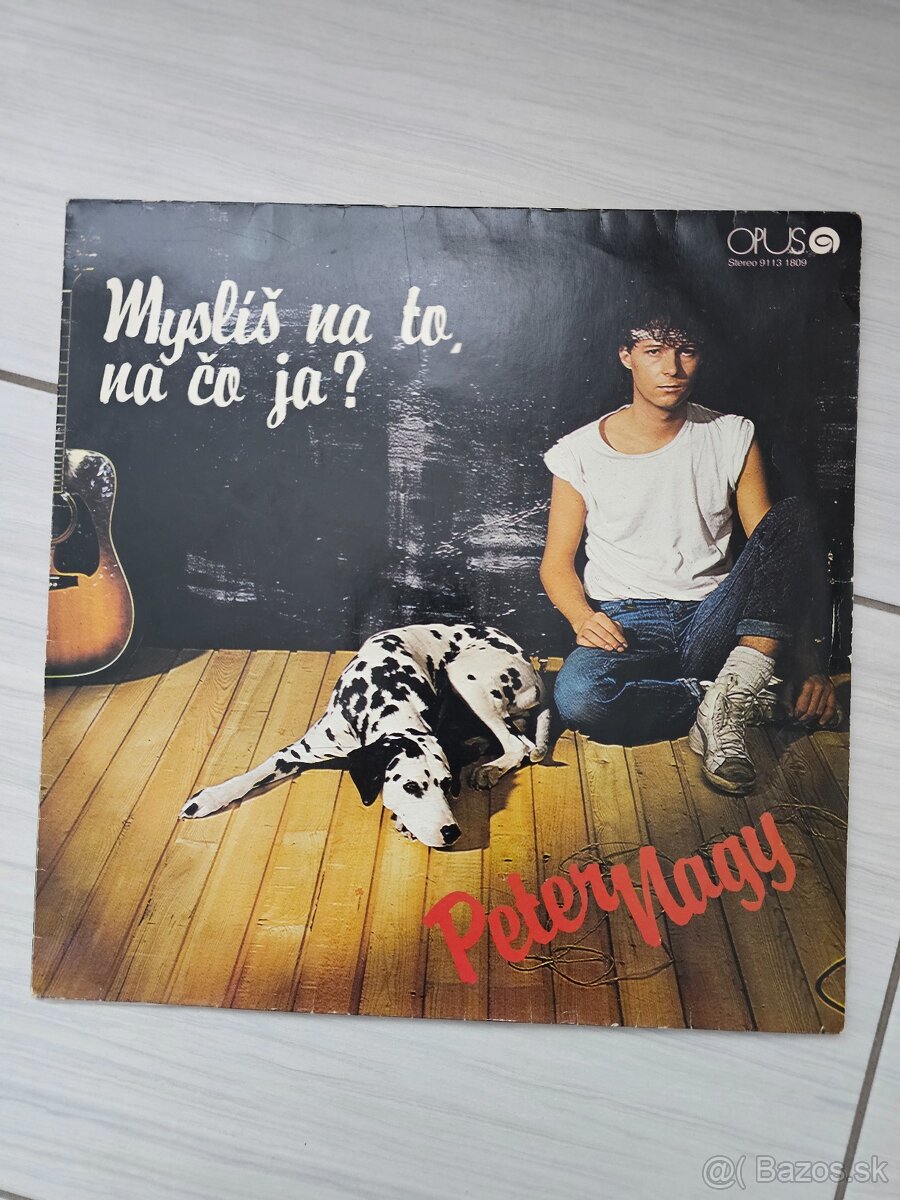 OPUS
Stereo 9113 1809
Myslíš na to,
na čo ja?
Peter Nagy
@( Bazos.sk